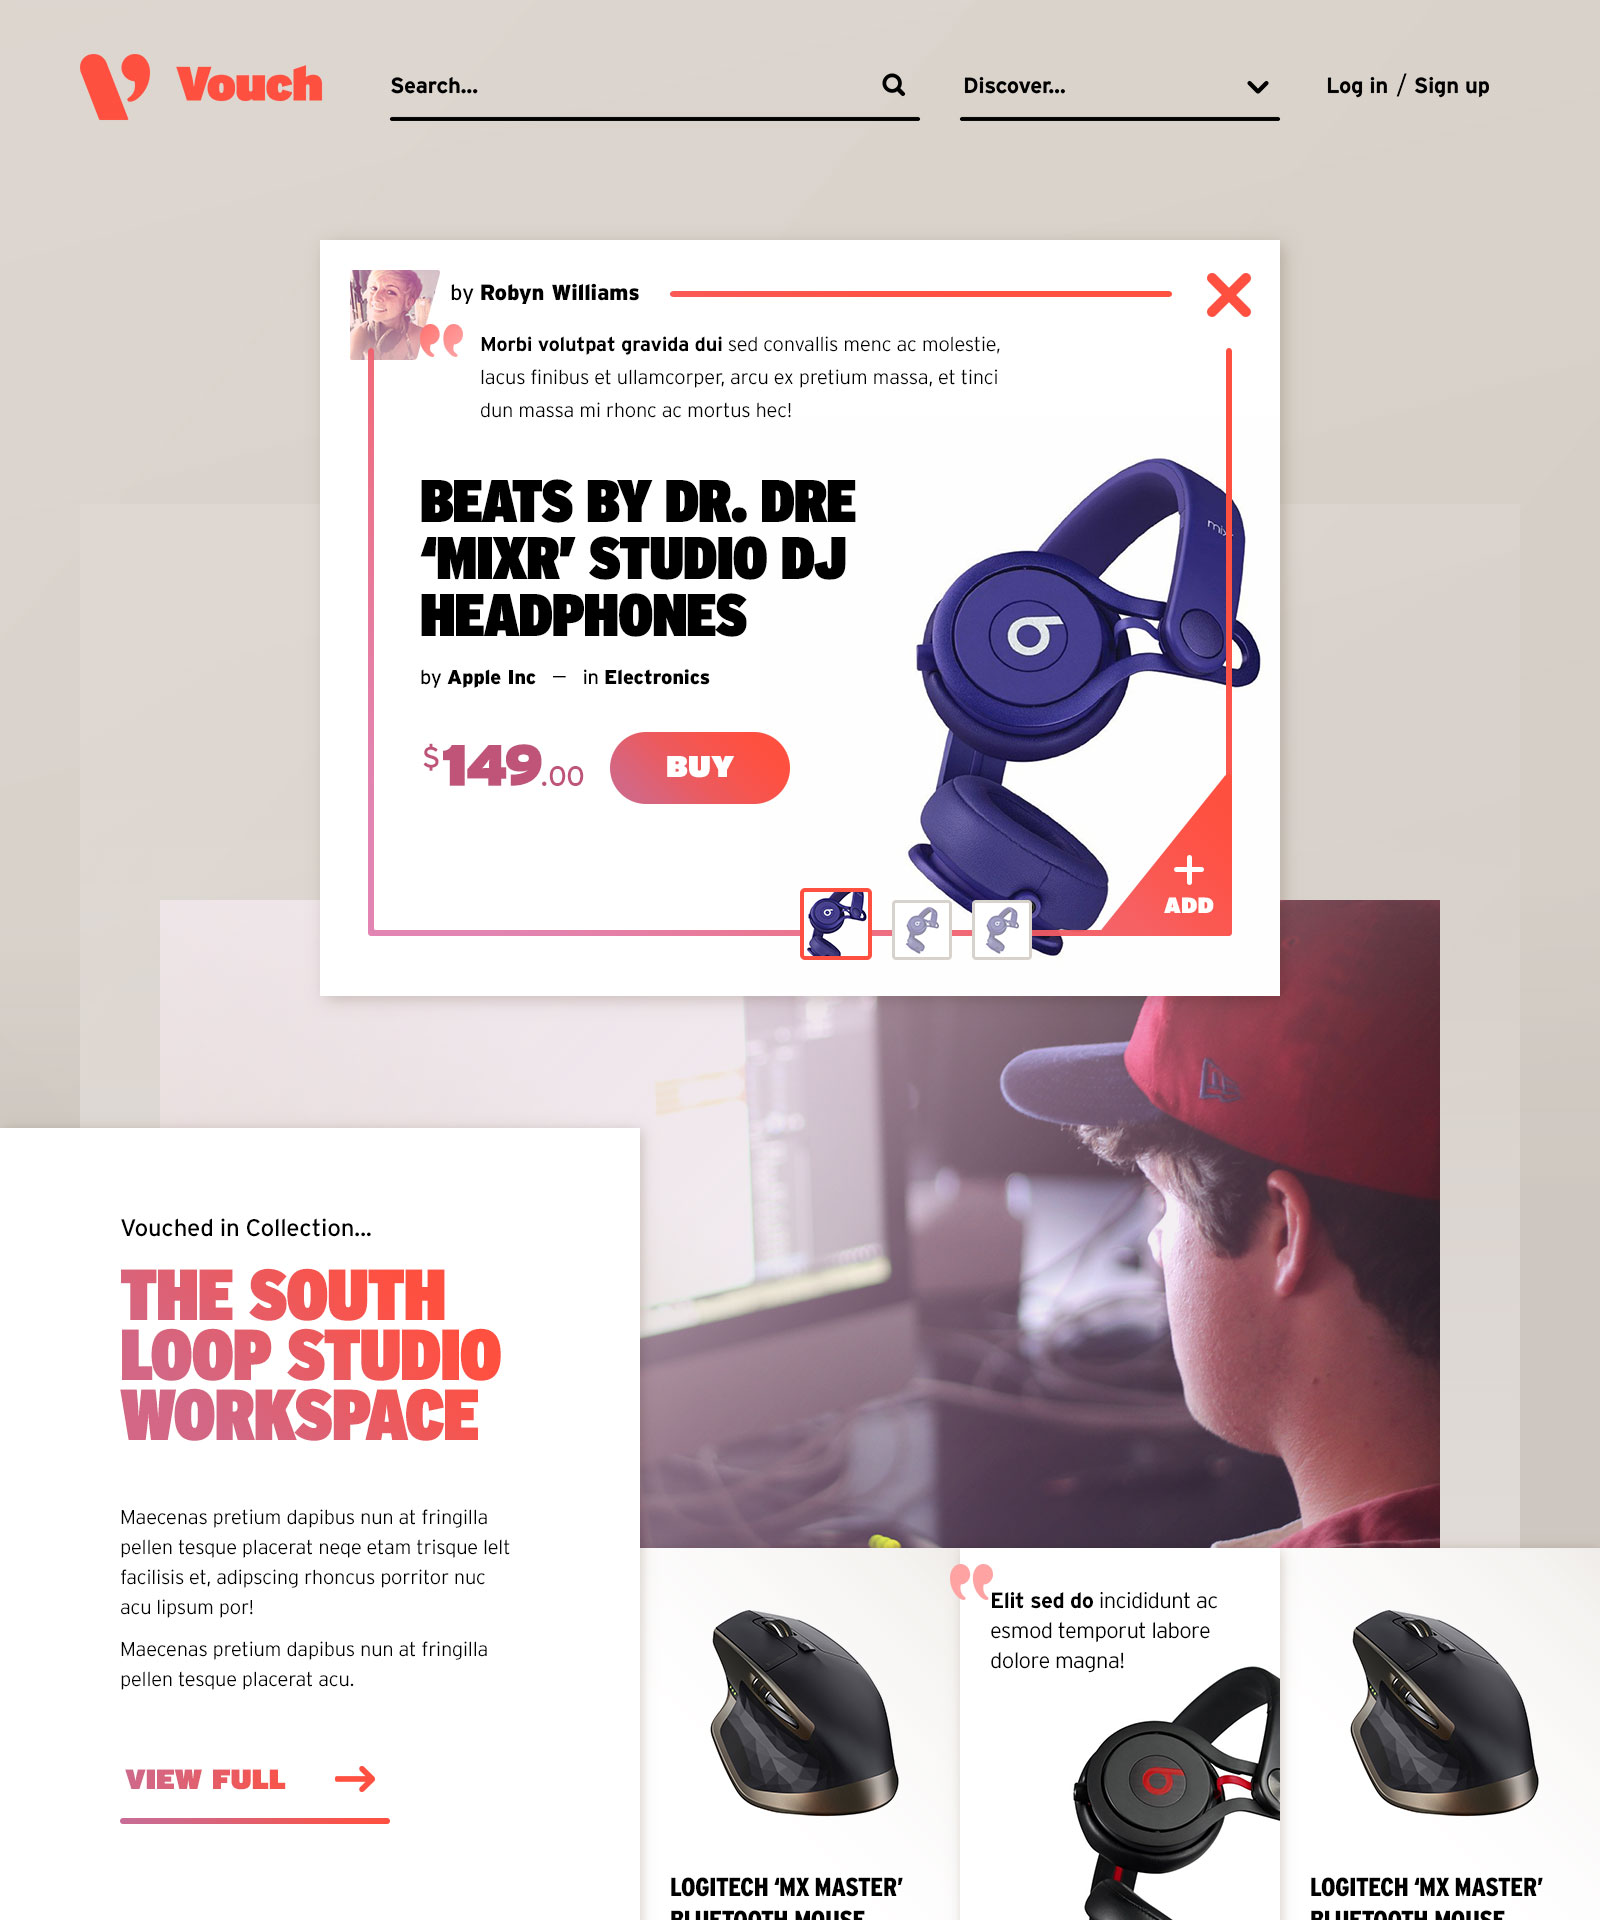 Vouch
Search...
Discover...
Log in / Sign up
by Robyn Williams
Morbi volutpat gravida dui sed convallis menc ac molestie,
lacus finibus et ullamcorper, arcu ex pretium massa, et tinci
dun massa mi rhonc ac mortus hec!
BEATS BY DR. DRE
‘MIXR’ STUDIO DJ
HEADPHONES
by Apple Inc — in Electronics
$149.00
BUY
mixr
+
ADD
Vouched in Collection...
THE SOUTH
LOOP STUDIO
WORKSPACE
Maecenas pretium dapibus nun at fringilla
pellen tesque placerat neqe etam trisque lelt
facilisis et, adipscing rhoncus porritor nuc
acu lipsum por!
Maecenas pretium dapibus nun at fringilla
pellen tesque placerat acu.
VIEW FULL
Elit sed do incididunt ac
esmod temporut labore
dolore magna!
LOGITECH ‘MX MASTER’
BLUETOOTH MOUSE
LOGITECH ‘MX MASTER’
BLUETOOTH MOUSE